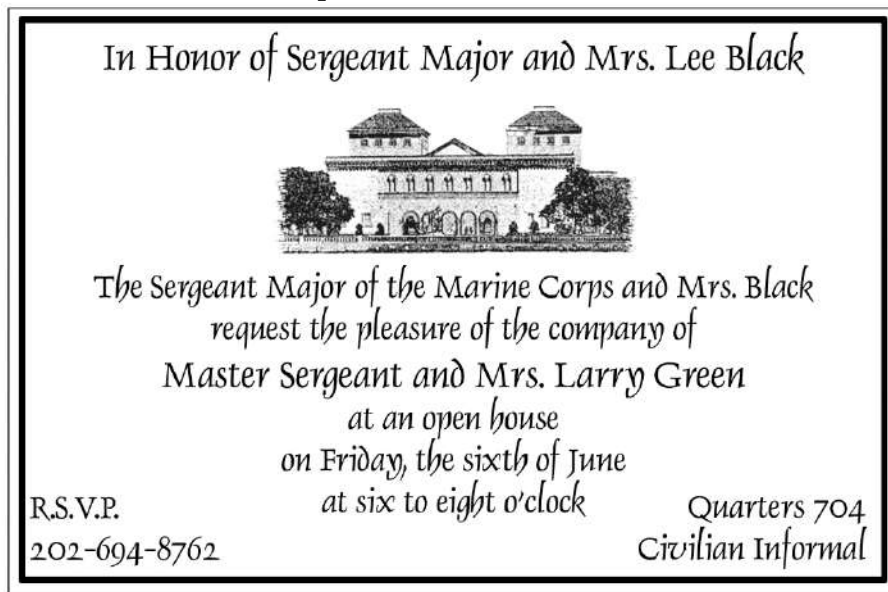 In Honor of Sergeant Major and Mrs. Lee Black
The Sergeant Major of the Marine Corps and Mrs. Black
request the pleasure of the company of
Master Sergeant and Mrs. Larry Green
at an open house
on Friday, the sixth of June
at six to eight o'clock
R.S.V.P.
202-694-8762
Quarters 704
Civilian Informal